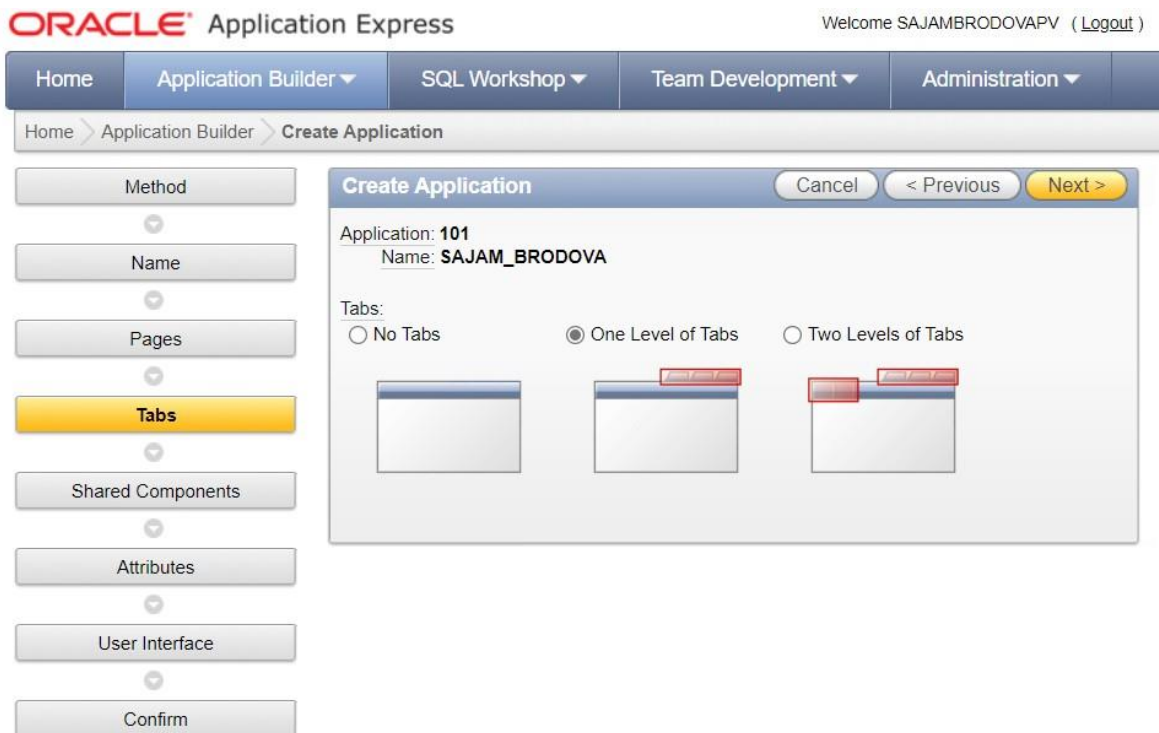 ORACLE Application Express
Welcome SAJAMBRODOVAPV ( Logout )
Home Application Builder SQL Workshop Team Development Administration
Home Application Builder Create Application
Method
Name
Pages
Tabs
Shared Components
Attributes
User Interface
Confirm
Create Application Cancel < Previous Next >
Application: 101
Name: SAJAM_BRODOVA
Tabs:
No Tabs One Level of Tabs Two Levels of Tabs